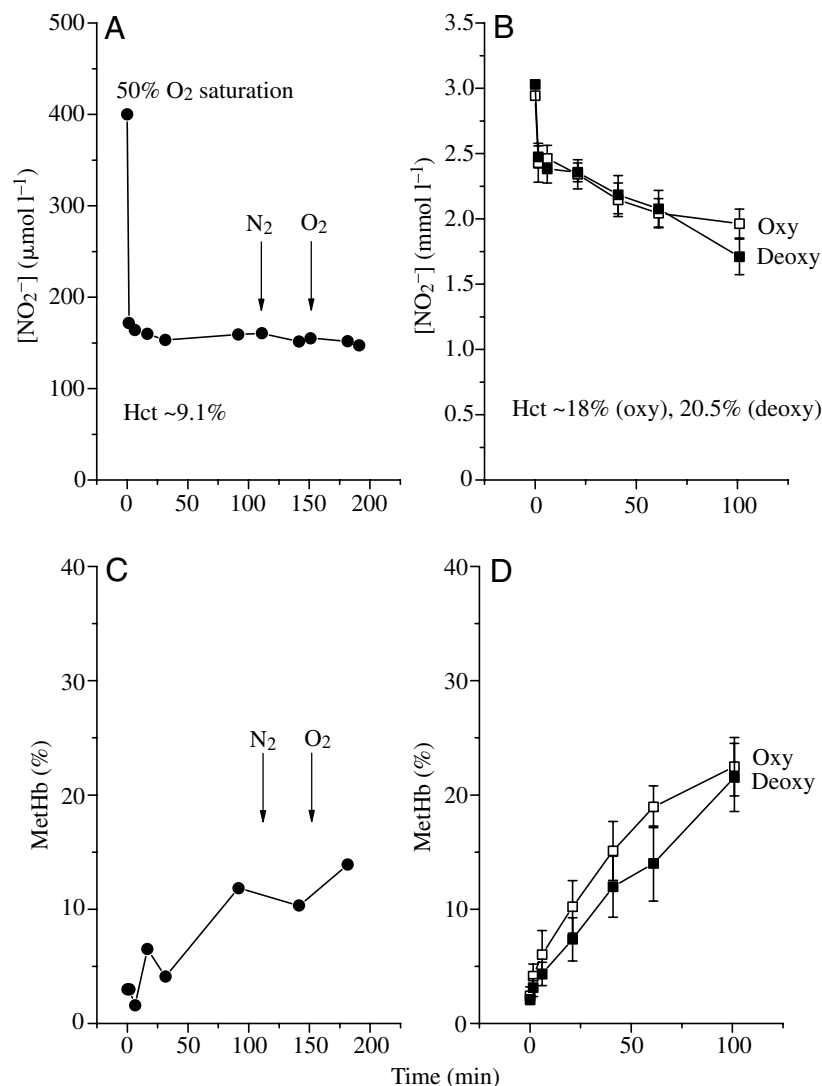 A
50% O₂ saturation
N₂ O₂
Hct ~9.1%
[NO₂⁻] (μmol l⁻¹)
500
400
300
200
100
0
0 50 100 150 200
B
Oxy
Deoxy
Hct ~18% (oxy), 20.5% (deoxy)
[NO₂⁻] (mmol l⁻¹)
3.5
3.0
2.5
2.0
1.5
1.0
0.5
0
0 50 100
C
N₂ O₂
MetHb (%)
40
30
20
10
0
0 50 100 150 200
D
Oxy
Deoxy
MetHb (%)
40
30
20
10
0
0 50 100
Time (min)